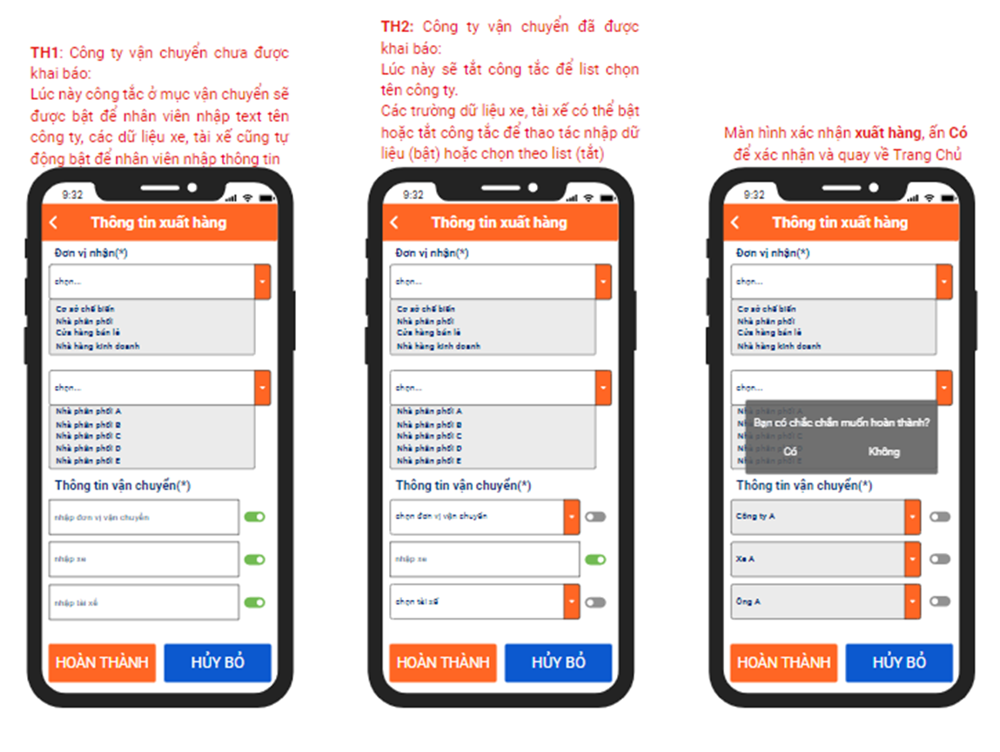 TH1: Công ty vận chuyển chưa được
khai báo:
Lúc này công tắc ở mục vận chuyển sẽ
được bật để nhân viên nhập text tên
công ty, các dữ liệu xe, tài xế cũng tự
động bật để nhân viên nhập thông tin
9:32
Thông tin xuất hàng
Đơn vị nhận(*)
chọn...
Cơ sở chế biến
Nhà phân phối
Cửa hàng bán lẻ
Nhà hàng kinh doanh
chọn...
Nhà phân phối A
Nhà phân phối B
Nhà phân phối C
Nhà phân phối D
Nhà phân phối E
Thông tin vận chuyển(*)
nhập đơn vị vận chuyển
nhập xe
nhập tài xế
HOÀN THÀNH
HỦY BỎ
TH2: Công ty vận chuyển đã được
khai báo:
Lúc này sẽ tắt công tắc để list chọn
tên công ty.
Các trường dữ liệu xe, tài xế có thể bật
hoặc tắt công tắc để thao tác nhập dữ
liệu (bật) hoặc chọn theo list (tắt)
9:32
Thông tin xuất hàng
Đơn vị nhận(*)
chọn...
Cơ sở chế biến
Nhà phân phối
Cửa hàng bán lẻ
Nhà hàng kinh doanh
chọn...
Nhà phân phối A
Nhà phân phối B
Nhà phân phối C
Nhà phân phối D
Nhà phân phối E
Thông tin vận chuyển(*)
chọn đơn vị vận chuyển
nhập xe
chọn tài xế
HOÀN THÀNH
HỦY BỎ
Màn hình xác nhận xuất hàng, ấn Có
để xác nhận và quay về Trang Chủ
9:32
Thông tin xuất hàng
Đơn vị nhận(*)
chọn...
Cơ sở chế biến
Nhà phân phối
Cửa hàng bán lẻ
Nhà hàng kinh doanh
chọn...
Bạn có chắc chắn muốn hoàn thành?
Có
Không
Thông tin vận chuyển(*)
Công ty A
Xe A
Ông A
HOÀN THÀNH
HỦY BỎ